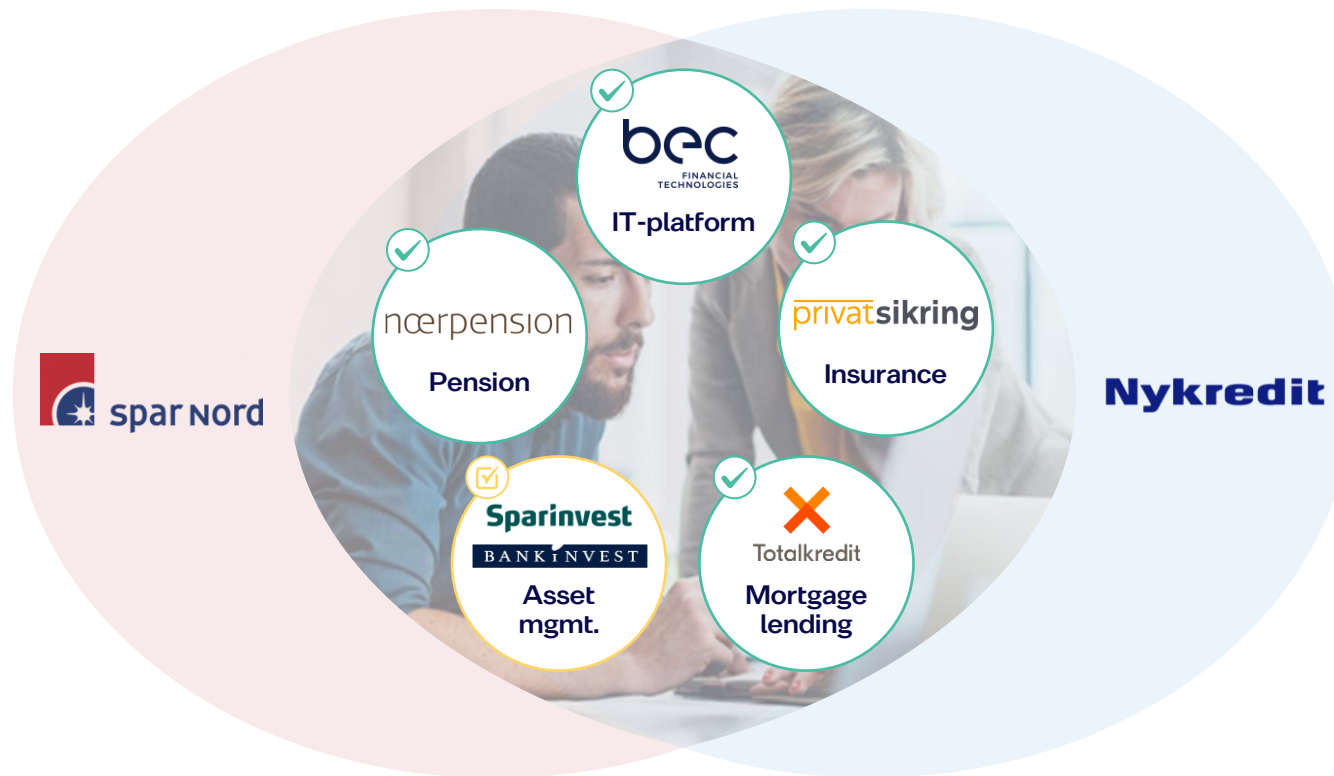 bec
FINANCIAL
TECHNOLOGIES
IT-platform
nœrpension
Pension
privatsikring
Insurance
spar nord
Nykredit
Sparinvest
BANKINVEST
Asset
mgmt.
Totalkredit
Mortgage
lending